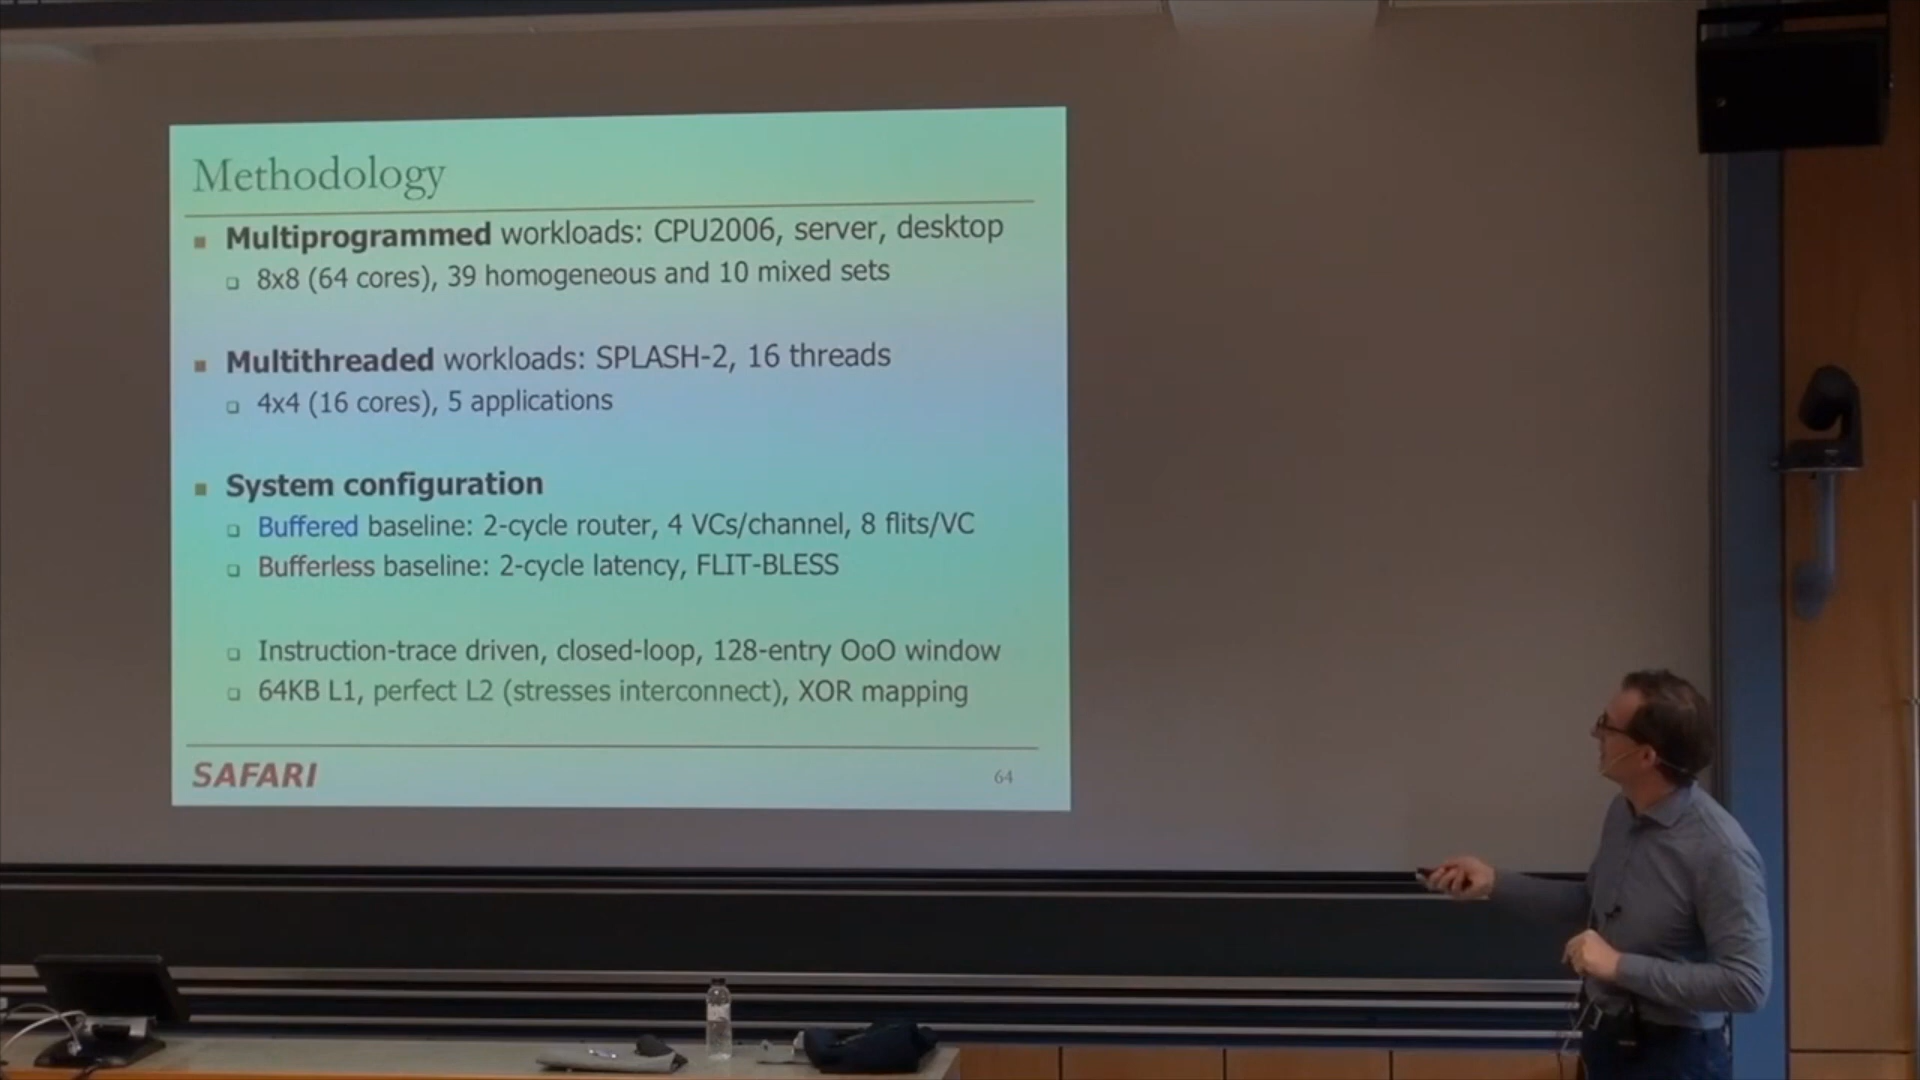 Methodology
Multiprogrammed workloads: CPU2006, server, desktop
8x8 (64 cores), 39 homogeneous and 10 mixed sets
Multithreaded workloads: SPLASH-2, 16 threads
4x4 (16 cores), 5 applications
System configuration
Buffered baseline: 2-cycle router, 4 VCs/channel, 8 flits/VC
Bufferless baseline: 2-cycle latency, FLIT-BLESS
Instruction-trace driven, closed-loop, 128-entry OoO window
64KB L1, perfect L2 (stresses interconnect), XOR mapping
SAFARI
64